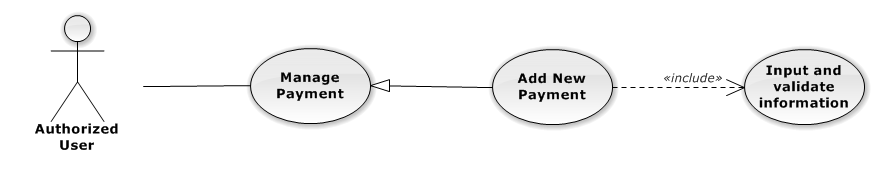 Authorized
User
Manage
Payment
Add New
Payment
«include»
Input and
validate
information